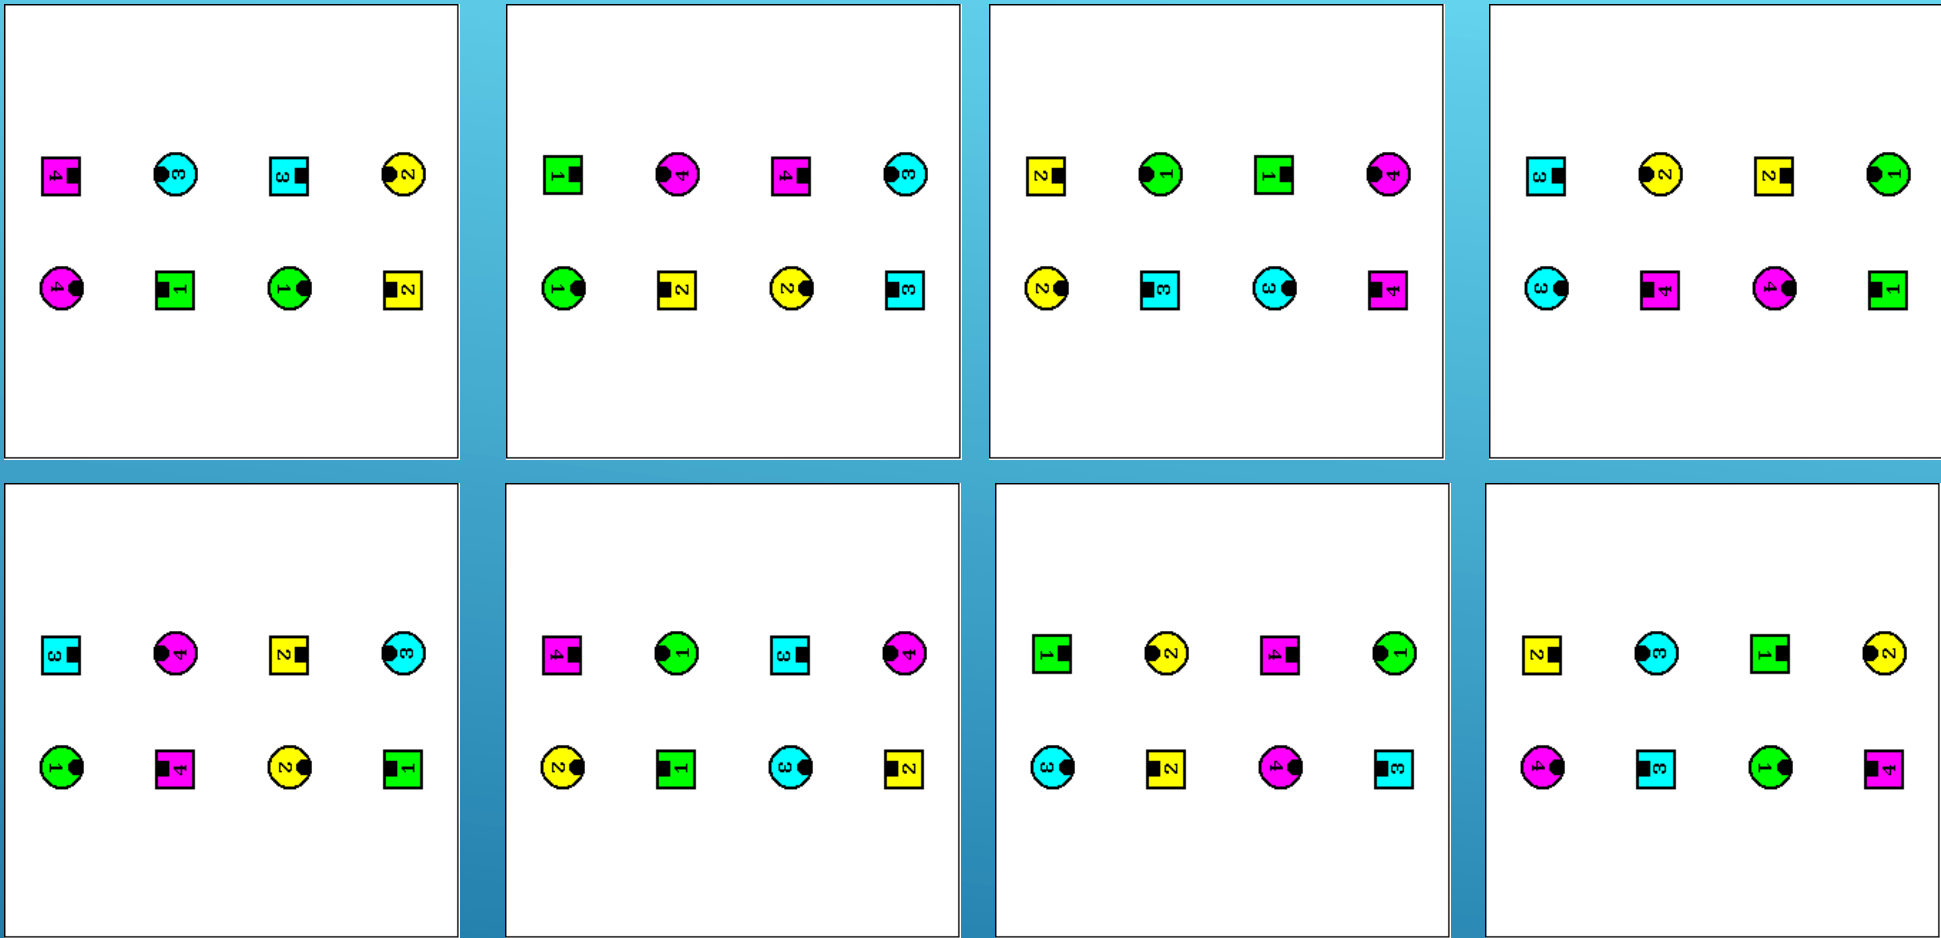 4 3 3 2
4 1 1 2
1 4 4 3
1 2 2 3
2 1 1 4
2 3 3 4
3 2 2 1
3 4 4 1
3 4 2 3
1 4 2 1
4 1 3 4
2 1 3 2
1 2 4 1
3 2 4 3
2 3 1 2
4 3 1 4